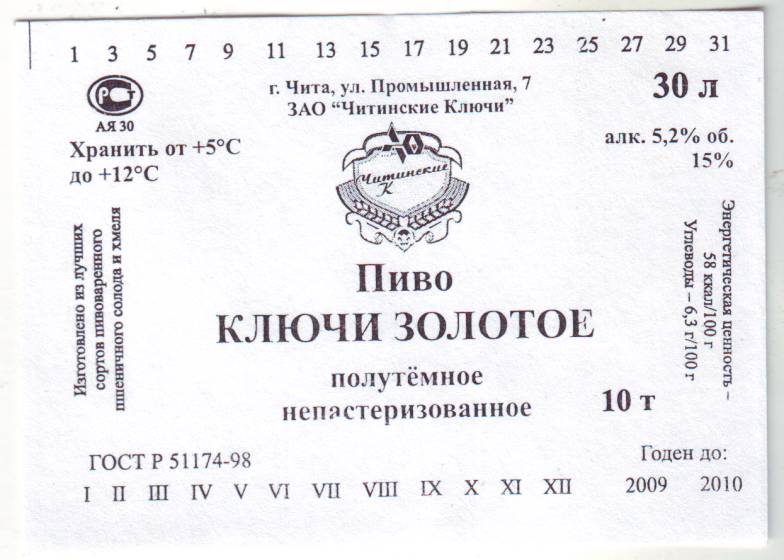 1 3 5 7 9 11 13 15 17 19 21 23 25 27 29 31
РСТ
АЯ 30
г. Чита, ул. Промышленная, 7
ЗАО “Читинские Ключи”
30 л
Хранить от +5°С
до +12°С
алк. 5,2% об.
15%
Читинские
К
Изготовлено из лучших
сортов пивоваренного
пшеничного солода и хмеля
Энергетическая ценность –
58 ккал/100 г
Углеводы – 6,3 г/100 г
Пиво
КЛЮЧИ ЗОЛОТОЕ
полутёмное
непастеризованное
10 т
ГОСТ Р 51174-98
Годен до:
I II III IV V VI VII VIII IX X XI XII 2009 2010